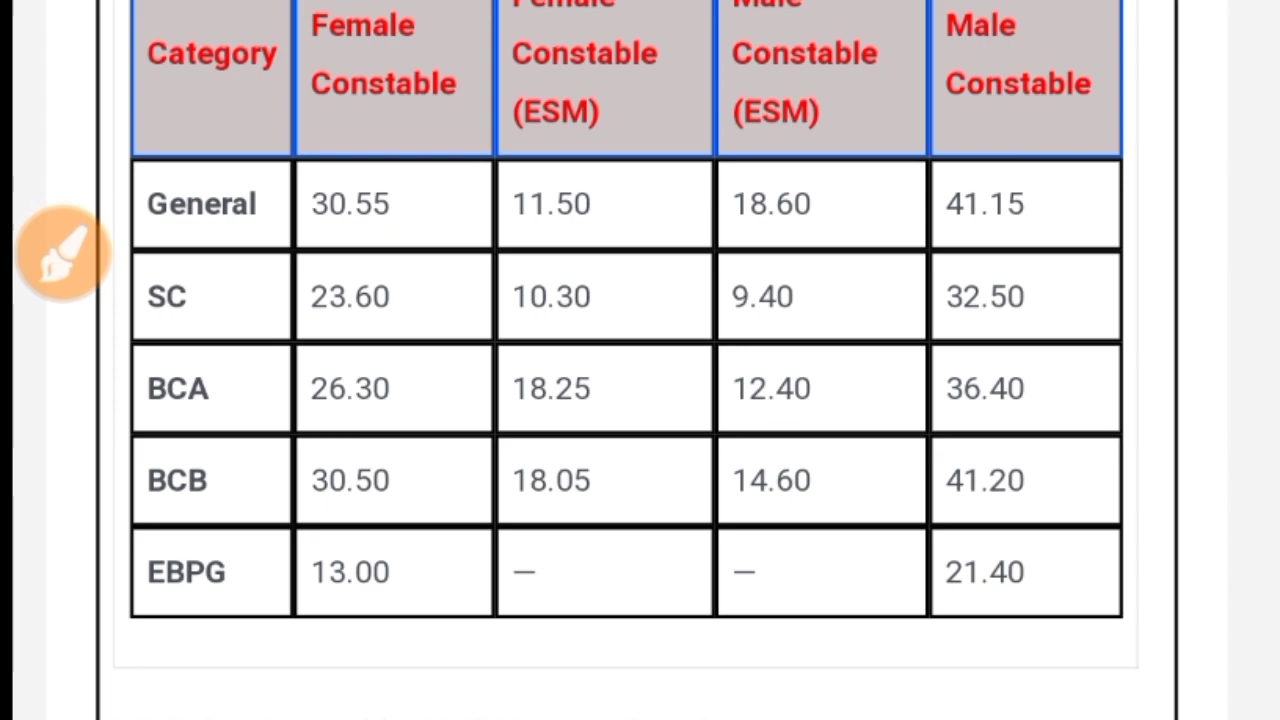 Category Female Constable Female Constable (ESM) Male Constable (ESM) Male Constable
General 30.55 11.50 18.60 41.15
SC 23.60 10.30 9.40 32.50
BCA 26.30 18.25 12.40 36.40
BCB 30.50 18.05 14.60 41.20
EBPG 13.00 — — 21.40